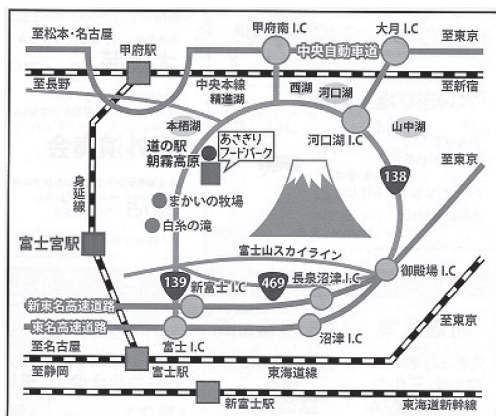 至松本・名古屋
甲府南 I.C
大月 I.C
至東京
甲府駅
中央自動車道
至長野
中央本線
至新宿
精進湖
西湖
河口湖
本栖湖
山中湖
河口湖 I.C
あさぎり
フードパーク
道の駅
朝霧高原
至東京
138
身延線
まかいの牧場
白糸の滝
富士宮駅
富士山スカイライン
御殿場 I.C
139
469
長泉沼津 I.C
新富士 I.C
新東名高速道路
東名高速道路
富士 I.C
沼津 I.C
至東京
至名古屋
至静岡
富士駅
東海道線
新富士駅
東海道新幹線